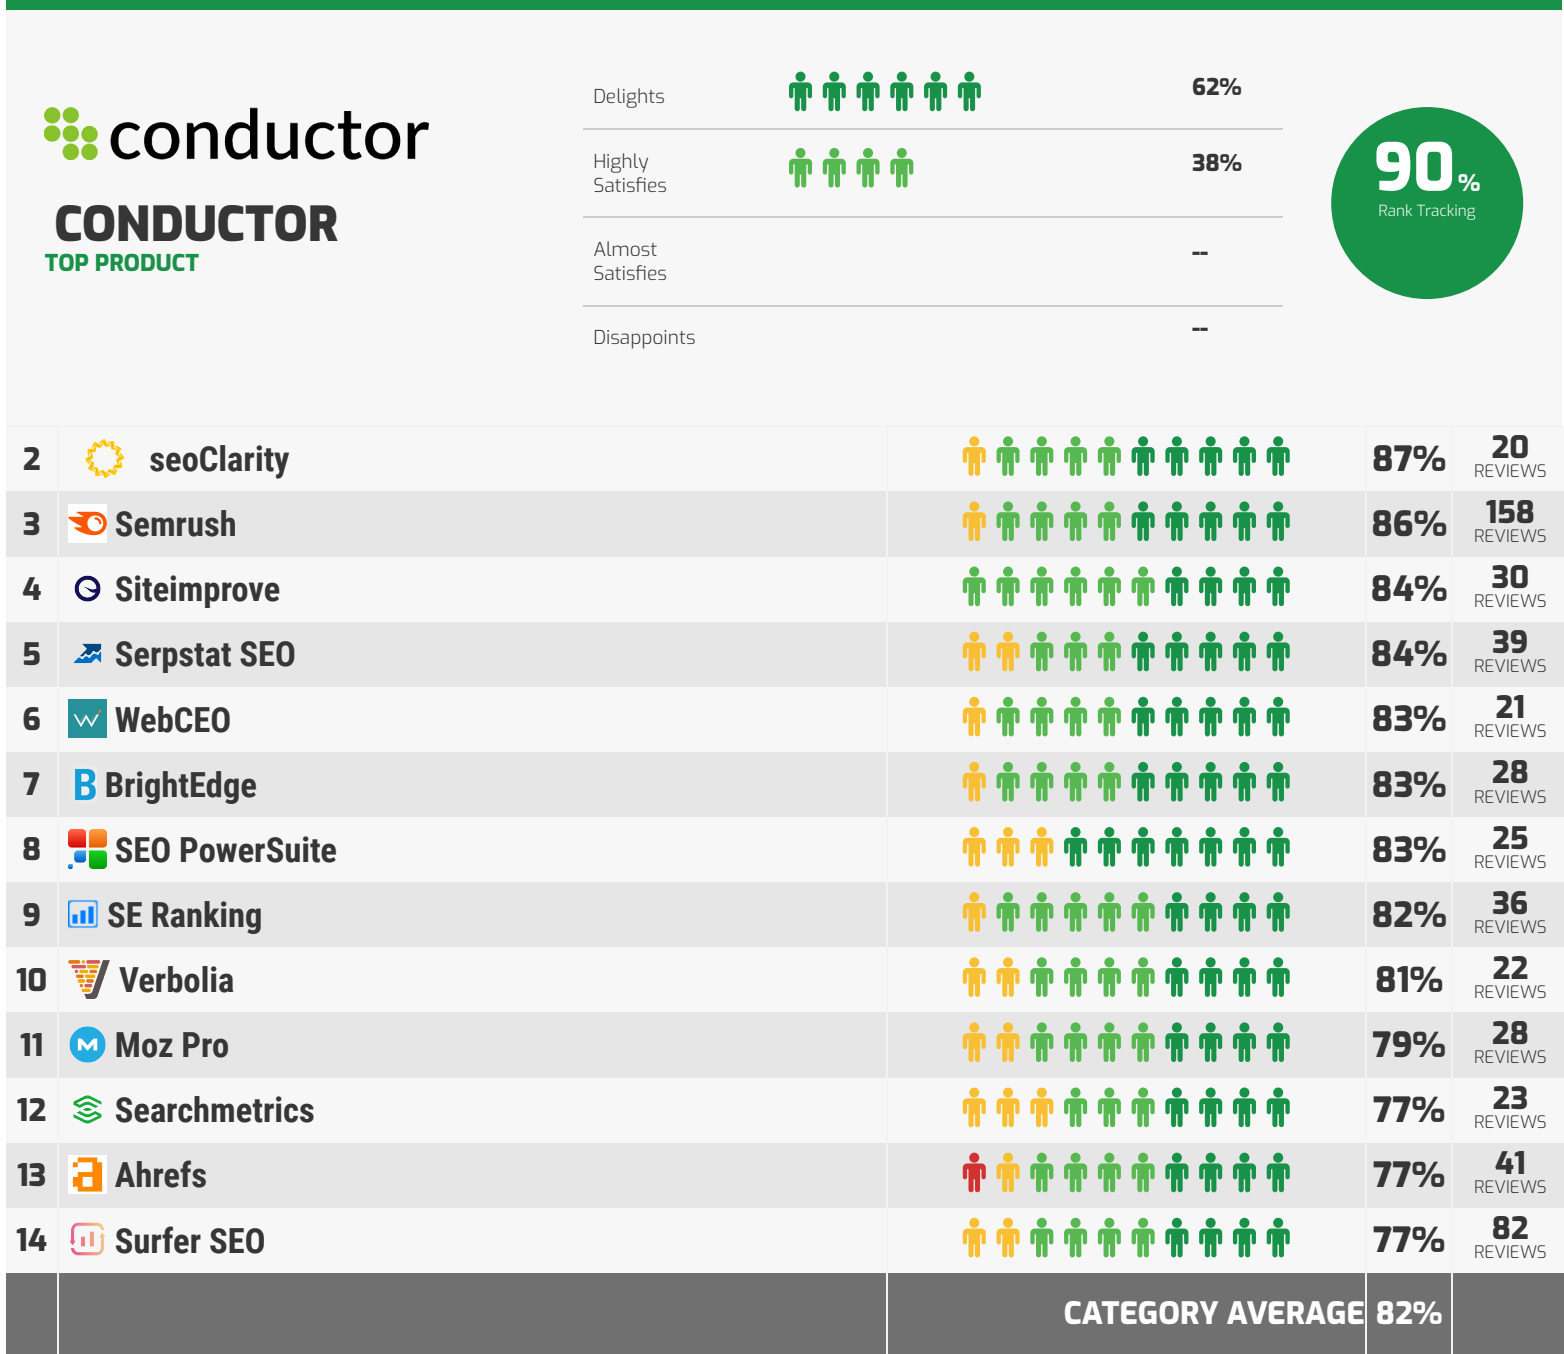 conductor
CONDUCTOR
TOP PRODUCT
Delights 62%
Highly
Satisfies 38%
Almost
Satisfies --
Disappoints --
90%
Rank Tracking
2 seoClarity 87% 20 REVIEWS
3 Semrush 86% 158 REVIEWS
4 Siteimprove 84% 30 REVIEWS
5 Serpstat SEO 84% 39 REVIEWS
6 WebCEO 83% 21 REVIEWS
7 BrightEdge 83% 28 REVIEWS
8 SEO PowerSuite 83% 25 REVIEWS
9 SE Ranking 82% 36 REVIEWS
10 Verbolia 81% 22 REVIEWS
11 Moz Pro 79% 28 REVIEWS
12 Searchmetrics 77% 23 REVIEWS
13 Ahrefs 77% 41 REVIEWS
14 Surfer SEO 77% 82 REVIEWS
CATEGORY AVERAGE 82%